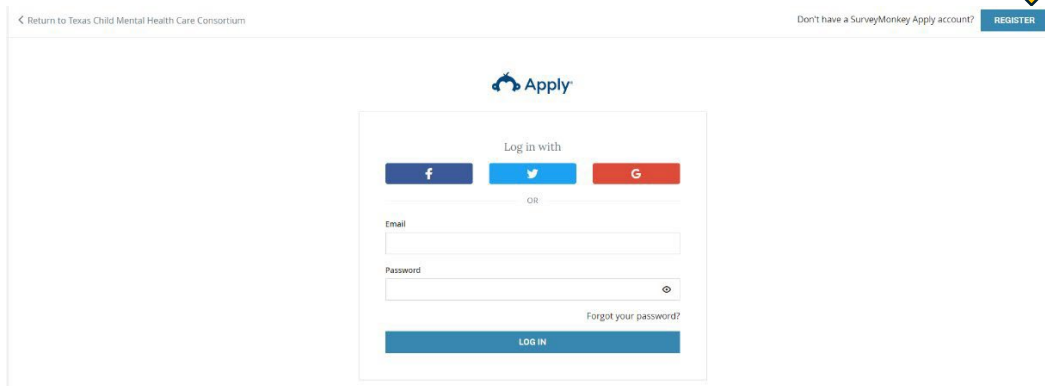 Return to Texas Child Mental Health Care Consortium
Don't have a SurveyMonkey Apply account? REGISTER
Apply
Log in with
f G
OR
Email
Password
Forgot your password?
LOG IN